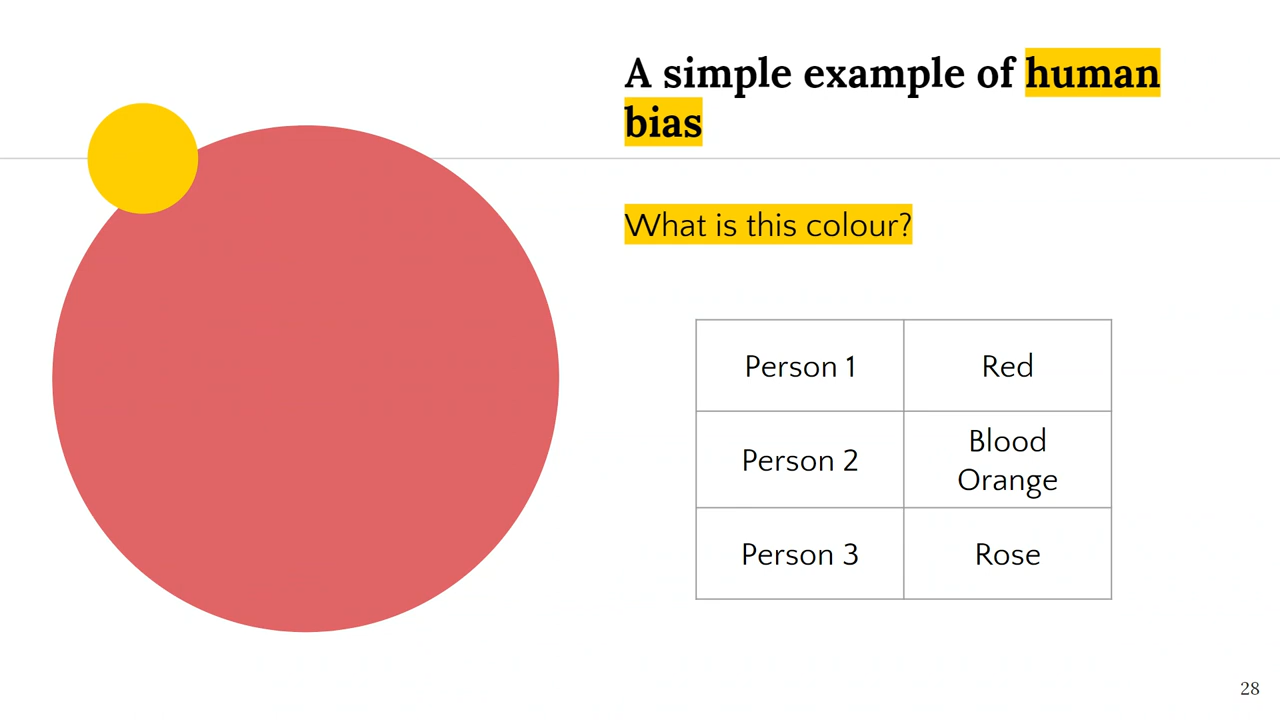 A simple example of human
bias
What is this colour?
Person 1 Red
Person 2 Blood
Orange
Person 3 Rose
28